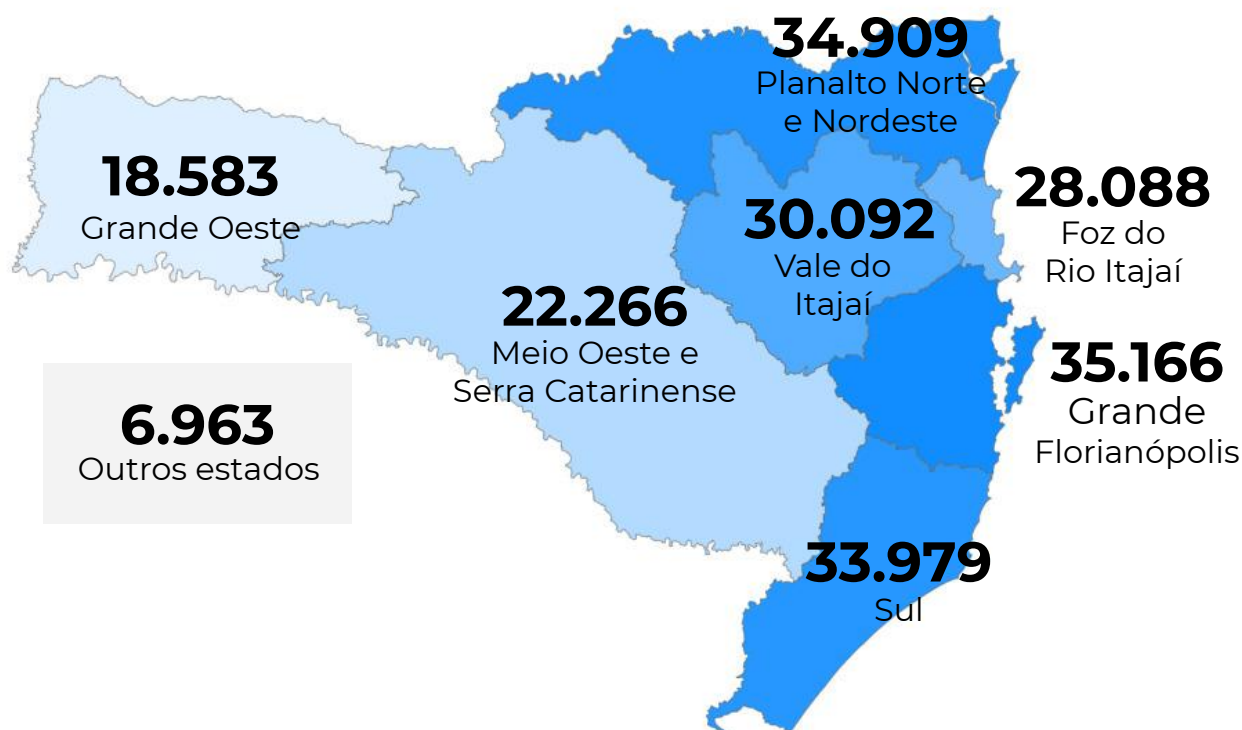 34.909
Planalto Norte
e Nordeste
18.583
Grande Oeste
28.088
Foz do
Rio Itajaí
30.092
Vale do
Itajaí
22.266
Meio Oeste e
Serra Catarinense
35.166
Grande
Florianópolis
6.963
Outros estados
33.979
Sul